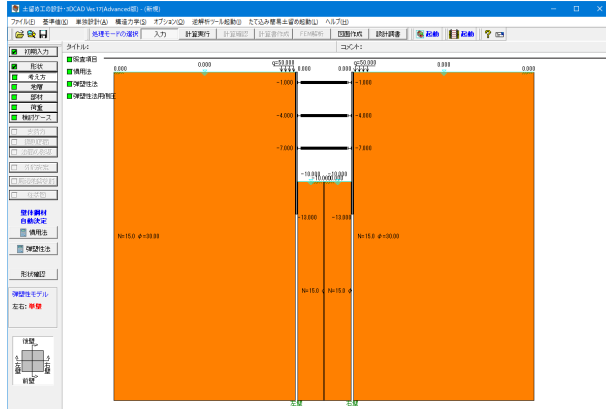 土留め工の設計・3DCAD Ver.17(Advanced版) - (新規)
ファイル(F) 基準値(K) 単独設計(A) 構造力学(S) オプション(O) 逆解析ツール起動(I) たて込み簡易土留め起動(L) ヘルプ(H)
処理モードの選択 入力 計算実行 計算確認 計算書作成 FEM解析 図面作成 設計調書 起動 起動
タイトル: コメント:
初期入力
形状
考え方
地層
部材
荷重
検討ケース
壁体鋼材
自動決定
慣用法
弾塑性法
形状確認
弾塑性モデル
左右: 単壁
後壁
左壁
右壁
前壁
照査項目
慣用法
弾塑性法
弾塑性法用側圧
0.000 0.000 q=50.000 0.000 0.000 q=50.000 0.000 0.000
-1.000 -1.000
-4.000 -4.000
-7.000 -7.000
-10.000 -10.000
-13.000 -13.000
N=15.0 φ=30.00 N=15.0 φ N=15.0 φ N=15.0 φ=30.00
左壁 右壁